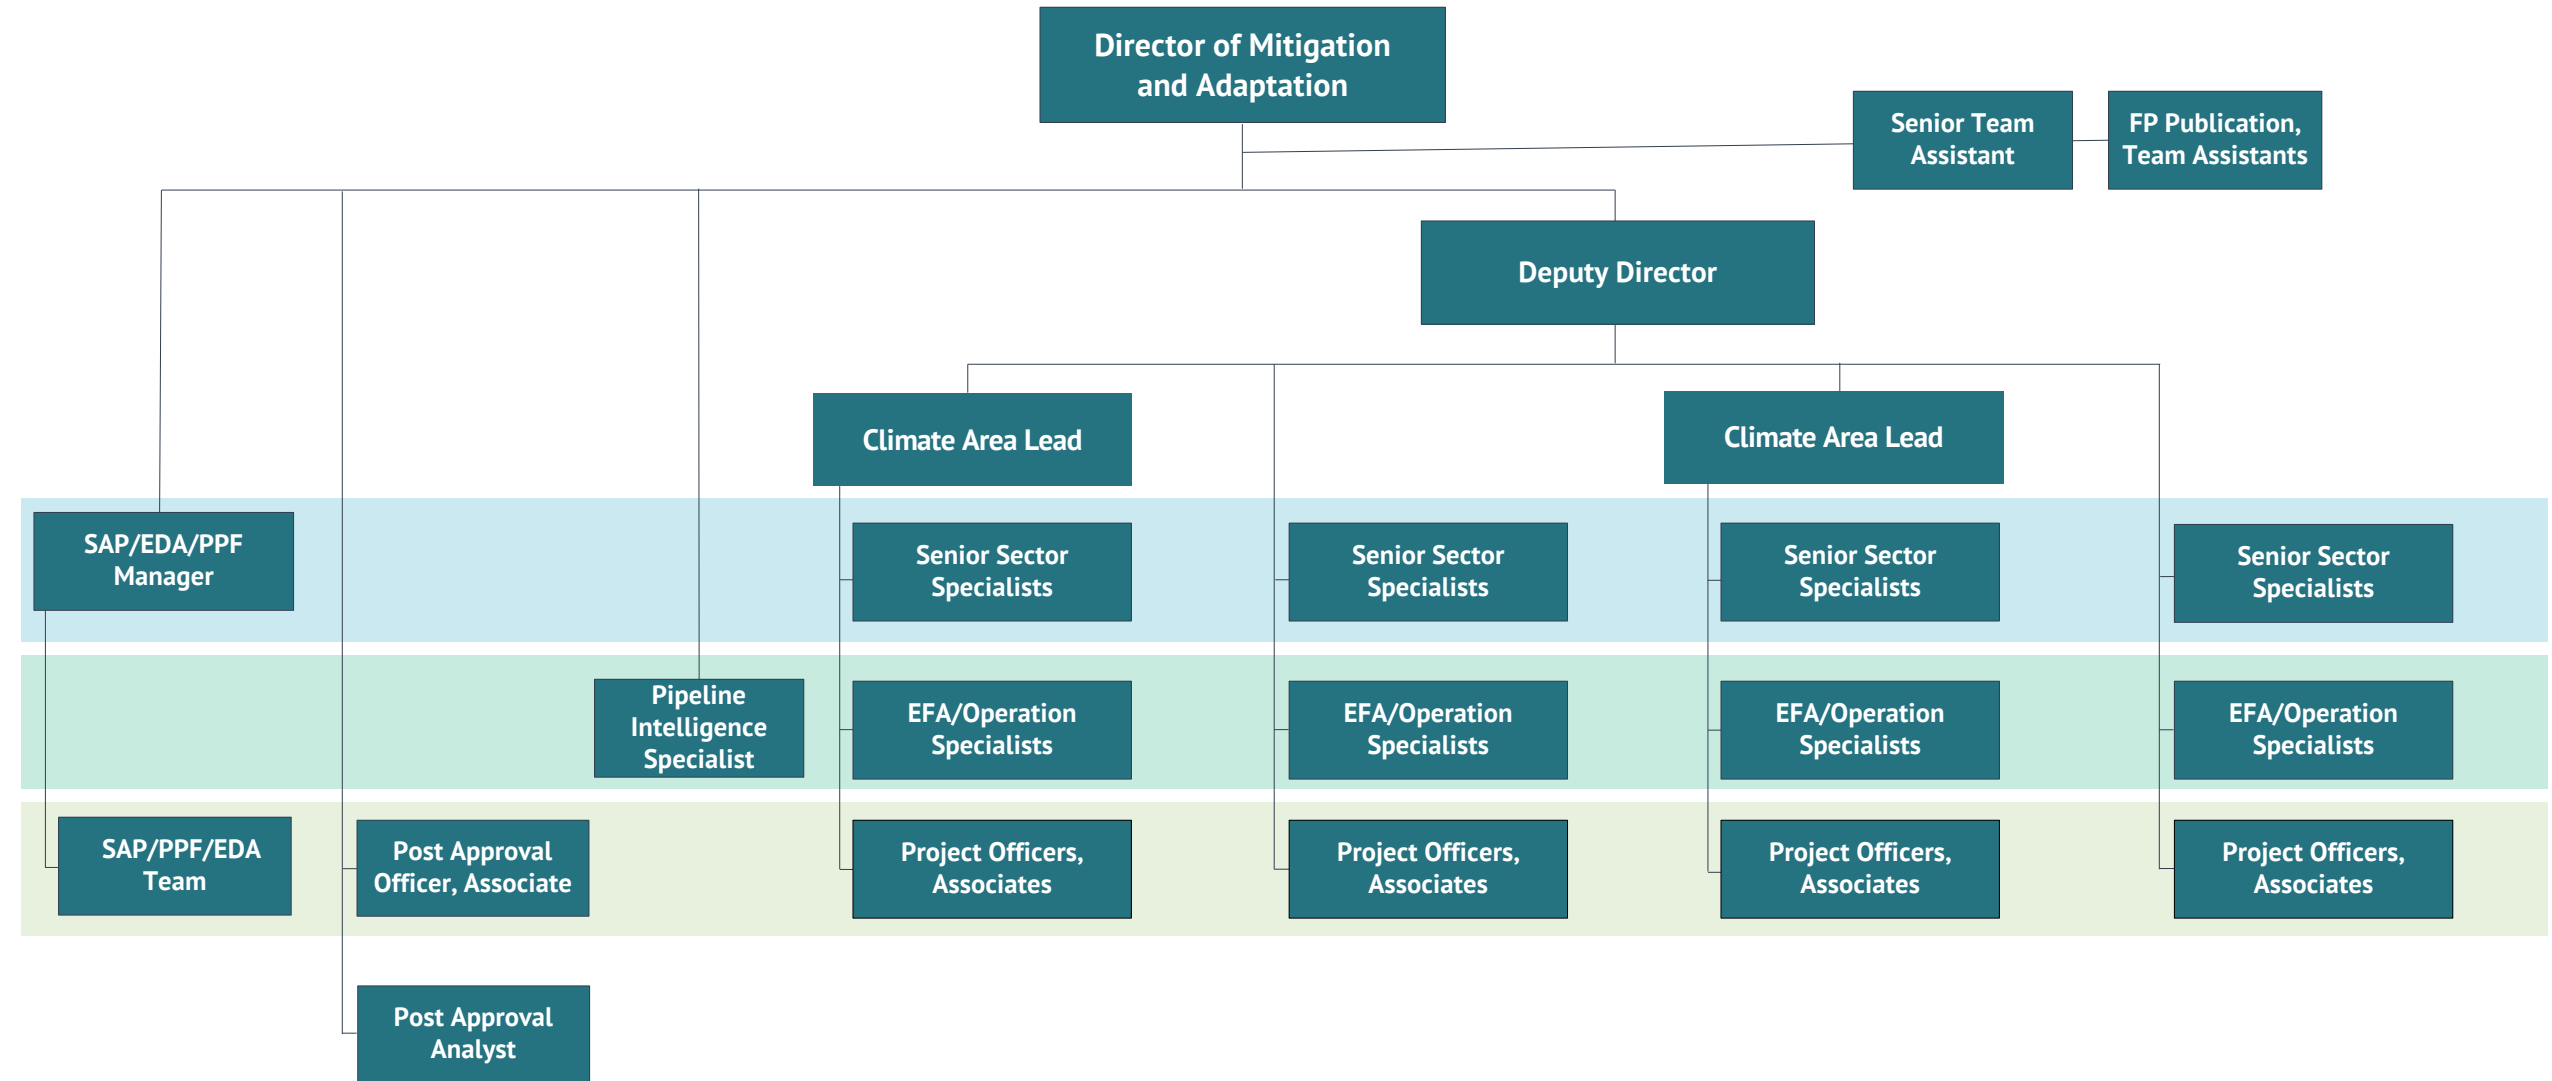 Director of Mitigation
and Adaptation
Senior Team
Assistant
FP Publication,
Team Assistants
Deputy Director
Climate Area Lead
Climate Area Lead
SAP/EDA/PPF
Manager
Senior Sector
Specialists
Senior Sector
Specialists
Senior Sector
Specialists
Senior Sector
Specialists
Pipeline
Intelligence
Specialist
EFA/Operation
Specialists
EFA/Operation
Specialists
EFA/Operation
Specialists
EFA/Operation
Specialists
SAP/PPF/EDA
Team
Post Approval
Officer, Associate
Project Officers,
Associates
Project Officers,
Associates
Project Officers,
Associates
Project Officers,
Associates
Post Approval
Analyst